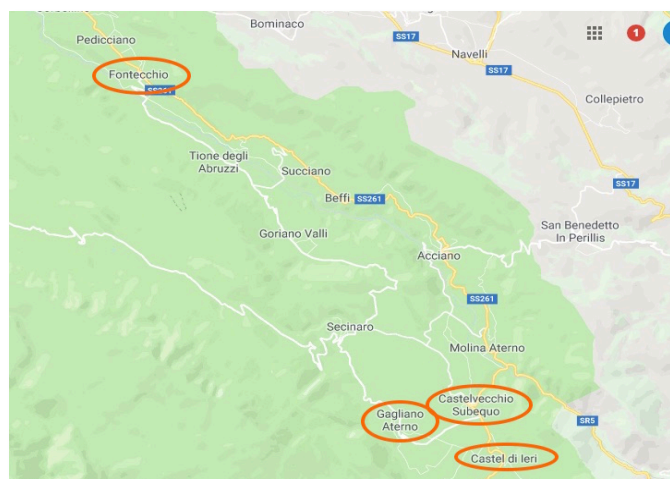 Bominaco
Pedicciano
SS17
1
Navelli
Fontecchio
SS17
SS261
Collepietro
Tione degli
Abruzzi
Succiano
SS17
Beffi
SS261
Goriano Valli
San Benedetto
In Perillis
Acciano
SS261
Secinaro
Molina Aterno
Castelvecchio
Subequo
Gagliano
Aterno
SR5
Castel di Ieri